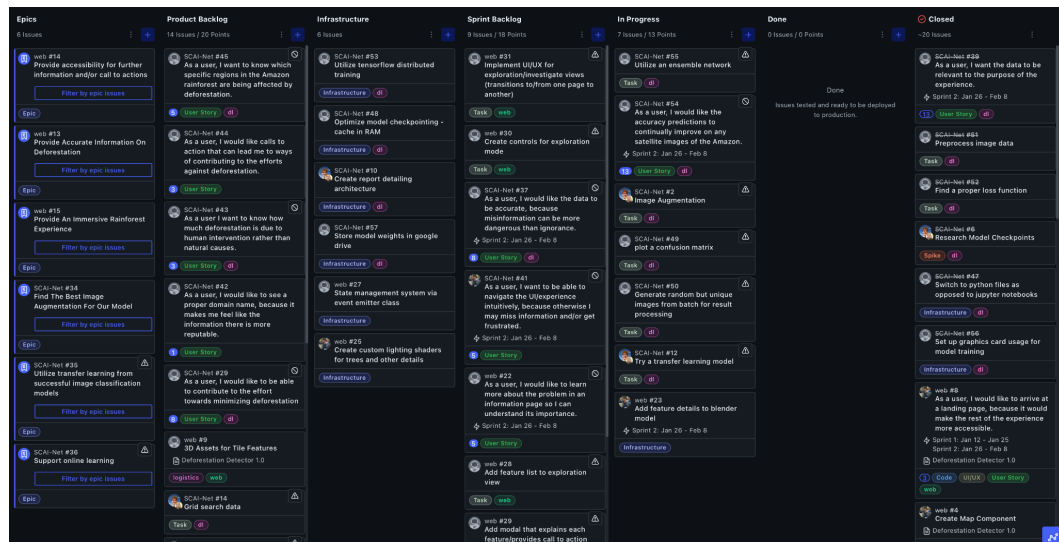 Epics
6 Issues
web #14
Provide accessibility for further
information and/or call to actions
Filter by epic issues
Epic
web #13
Provide Accurate Information On
Deforestation
Filter by epic issues
Epic
web #15
Provide An Immersive Rainforest
Experience
Filter by epic issues
Epic
SCAI-Net #34
Find The Best Image
Augmentation For Our Model
Filter by epic issues
Epic
SCAI-Net #35
Utilize transfer learning from
successful image classification
models
Filter by epic issues
Epic
SCAI-Net #36
Support online learning
Filter by epic issues
Epic
Product Backlog
14 Issues / 20 Points
SCAI-Net #45
As a user, I want to know which
specific regions in the Amazon
rainforest are being affected by
deforestation.
5 User Story dl
SCAI-Net #44
As a user, I would like calls to
action that can lead me to ways
of contributing to the efforts
against deforestation.
3 User Story
SCAI-Net #43
As a user I want to know how
much deforestation is due to
human intervention rather than
natural causes.
3 User Story dl
SCAI-Net #42
As a user, I would like to see a
proper domain name, because it
makes me feel like the
information there is more
reputable.
1 User Story
SCAI-Net #29
As a user, I would like to be able
to contribute to the effort
towards minimizing deforestation
8 User Story dl
web #9
3D Assets for Tile Features
Deforestation Detector 1.0
logistics web
SCAI-Net #14
Grid search data
Task dl
Infrastructure
6 Issues
SCAI-Net #53
Utilize tensorflow distributed
training
Infrastructure dl
SCAI-Net #48
Optimize model checkpointing -
cache in RAM
Infrastructure dl
SCAI-Net #10
Create report detailing
architecture
Infrastructure dl
SCAI-Net #57
Store model weights in google
drive
Infrastructure dl
web #27
State management system via
event emitter class
Infrastructure
web #25
Create custom lighting shaders
for trees and other details
Infrastructure
Sprint Backlog
9 Issues / 18 Points
web #31
Implement UI/UX for
exploration/investigate views
(transitions to/from one page to
another)
Task web
web #30
Create controls for exploration
mode
Task web
SCAI-Net #37
As a user, I would like the data to
be accurate, because
misinformation can be more
dangerous than ignorance.
Sprint 2: Jan 26 - Feb 8
8 User Story dl
SCAI-Net #41
As a user, I want to be able to
navigate the UI/experience
intuitively, because otherwise I
may miss information and/or get
frustrated.
Sprint 2: Jan 26 - Feb 8
5 User Story
web #22
As a user, I would like to learn
more about the problem in an
information page so I can
understand its importance.
5 User Story
web #28
Add feature list to exploration
view
Task web
web #29
Add modal that explains each
feature/provides call to action
In Progress
7 Issues / 13 Points
SCAI-Net #55
Utilize an ensemble network
Task dl
SCAI-Net #54
As a user, I would like the
accuracy predictions to
continually improve on any
satellite images of the Amazon.
Sprint 2: Jan 26 - Feb 8
13 User Story dl
SCAI-Net #2
Image Augmentation
Task dl
SCAI-Net #49
plot a confusion matrix
Task dl
SCAI-Net #50
Generate random but unique
images from batch for result
processing
Task dl
SCAI-Net #12
Try a transfer learning model
Task dl
web #23
Add feature details to blender
model
Sprint 2: Jan 26 - Feb 8
Infrastructure
Done
0 Issues / 0 Points
Done
Issues tested and ready to be deployed
to production.
Closed
~20 Issues
SCAI-Net #39
As a user, I want the data to be
relevant to the purpose of the
experience.
Sprint 2: Jan 26 - Feb 8
13 User Story dl
SCAI-Net #51
Preprocess image data
Task dl
SCAI-Net #52
Find a proper loss function
Task dl
SCAI-Net #6
Research Model Checkpoints
Spike dl
SCAI-Net #47
Switch to python files as
opposed to jupyter notebooks
Infrastructure dl
SCAI-Net #56
Set up graphics card usage for
model training
Infrastructure dl
web #8
As a user, I would like to arrive at
a landing page, because it would
make the rest of the experience
more accessible.
Sprint 1: Jan 12 - Jan 25
Sprint 2: Jan 26 - Feb 8
Deforestation Detector 1.0
3 Code UI/UX User Story
web
web #4
Create Map Component
Deforestation Detector 1.0